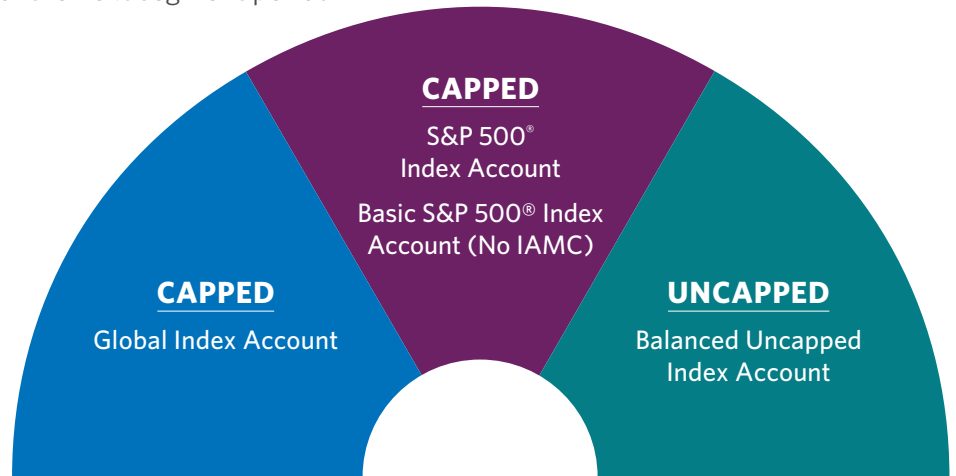 CAPPED
S&P 500®
Index Account
Basic S&P 500® Index
Account (No IAMC)
CAPPED
Global Index Account
UNCAPPED
Balanced Uncapped
Index Account